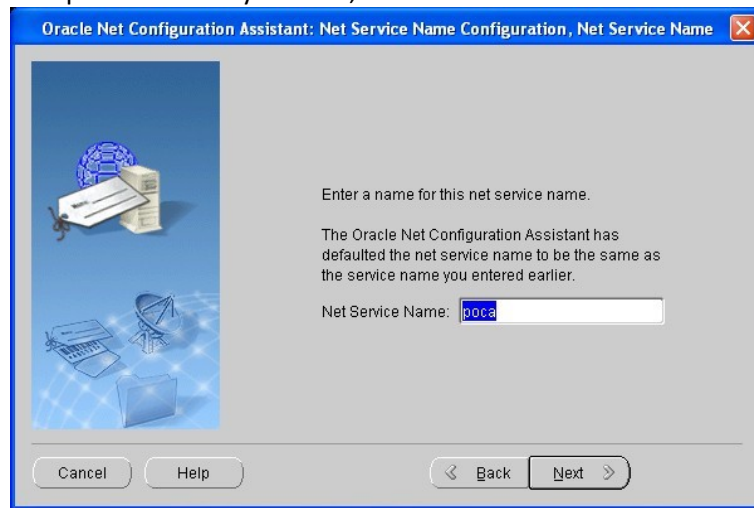 Oracle Net Configuration Assistant: Net Service Name Configuration, Net Service Name
Enter a name for this net service name.
The Oracle Net Configuration Assistant has
defaulted the net service name to be the same as
the service name you entered earlier.
Net Service Name: poca
Cancel Help Back Next